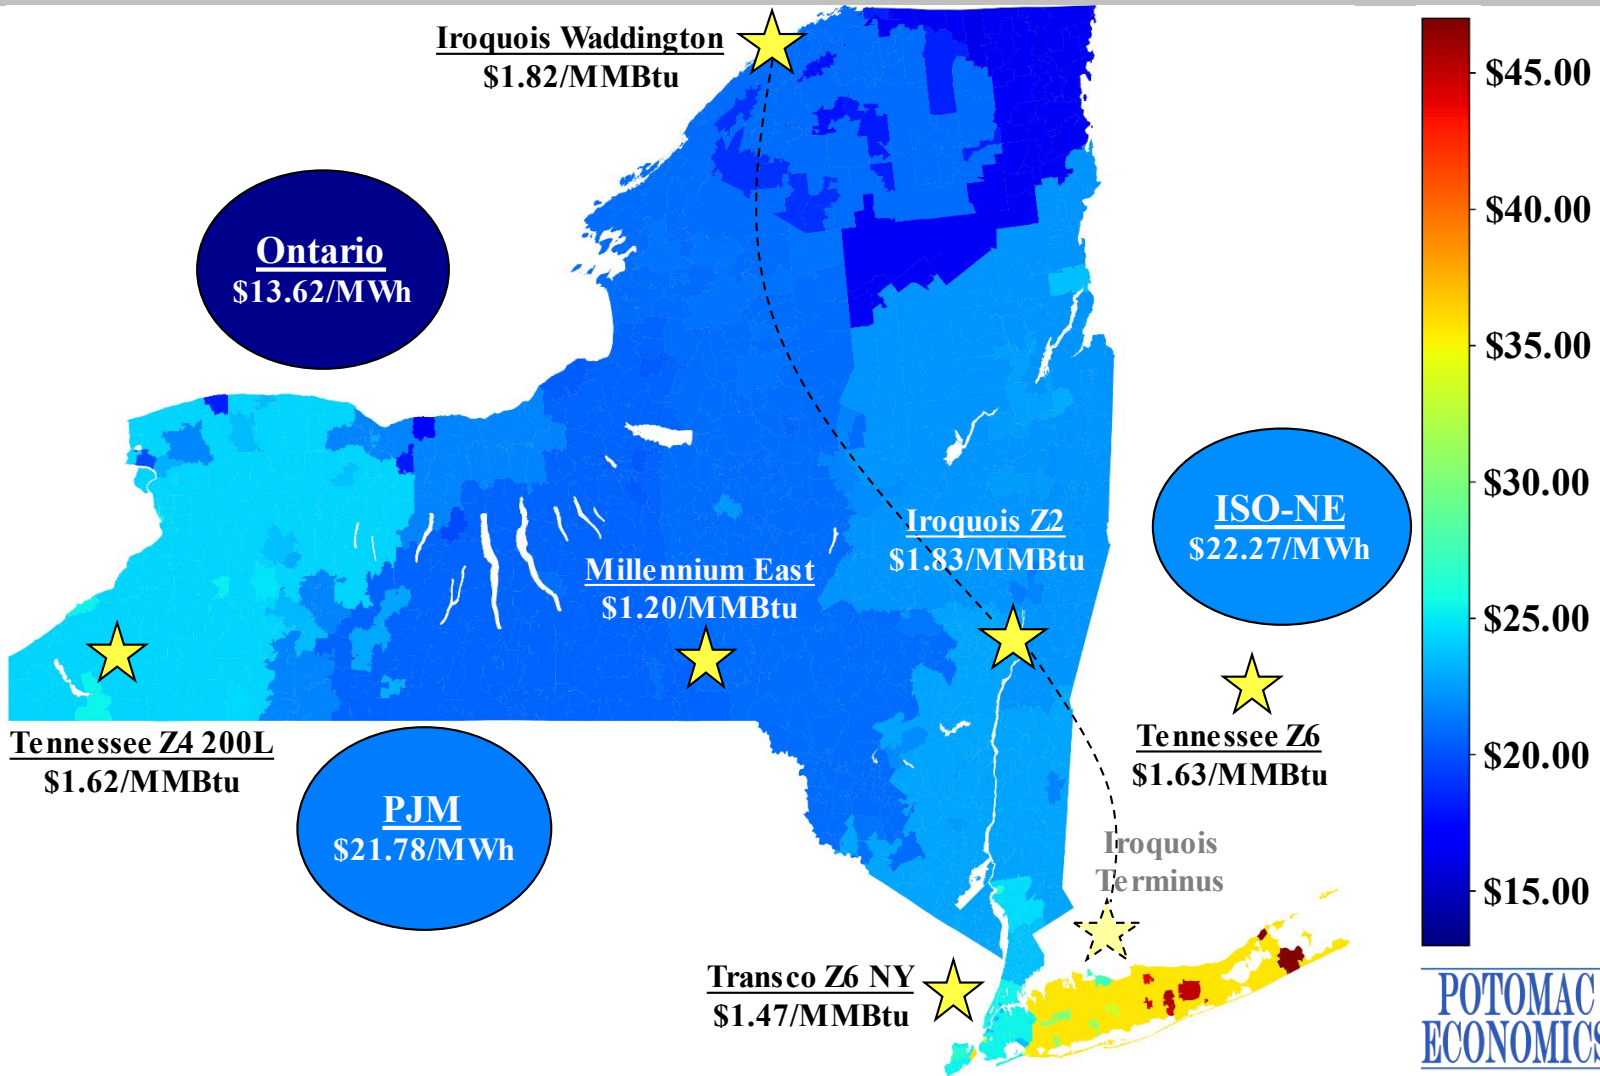 Iroquois Waddington
$1.82/MMBtu
$45.00
$40.00
Ontario
$13.62/MWh
$35.00
$30.00
ISO-NE
$22.27/MWh
Iroquois Z2
$1.83/MMBtu
Millennium East
$1.20/MMBtu
$25.00
Tennessee Z4 200L
$1.62/MMBtu
Tennessee Z6
$1.63/MMBtu
$20.00
PJM
$21.78/MWh
Iroquois
Terminus
$15.00
Transco Z6 NY
$1.47/MMBtu
POTOMAC
ECONOMICS